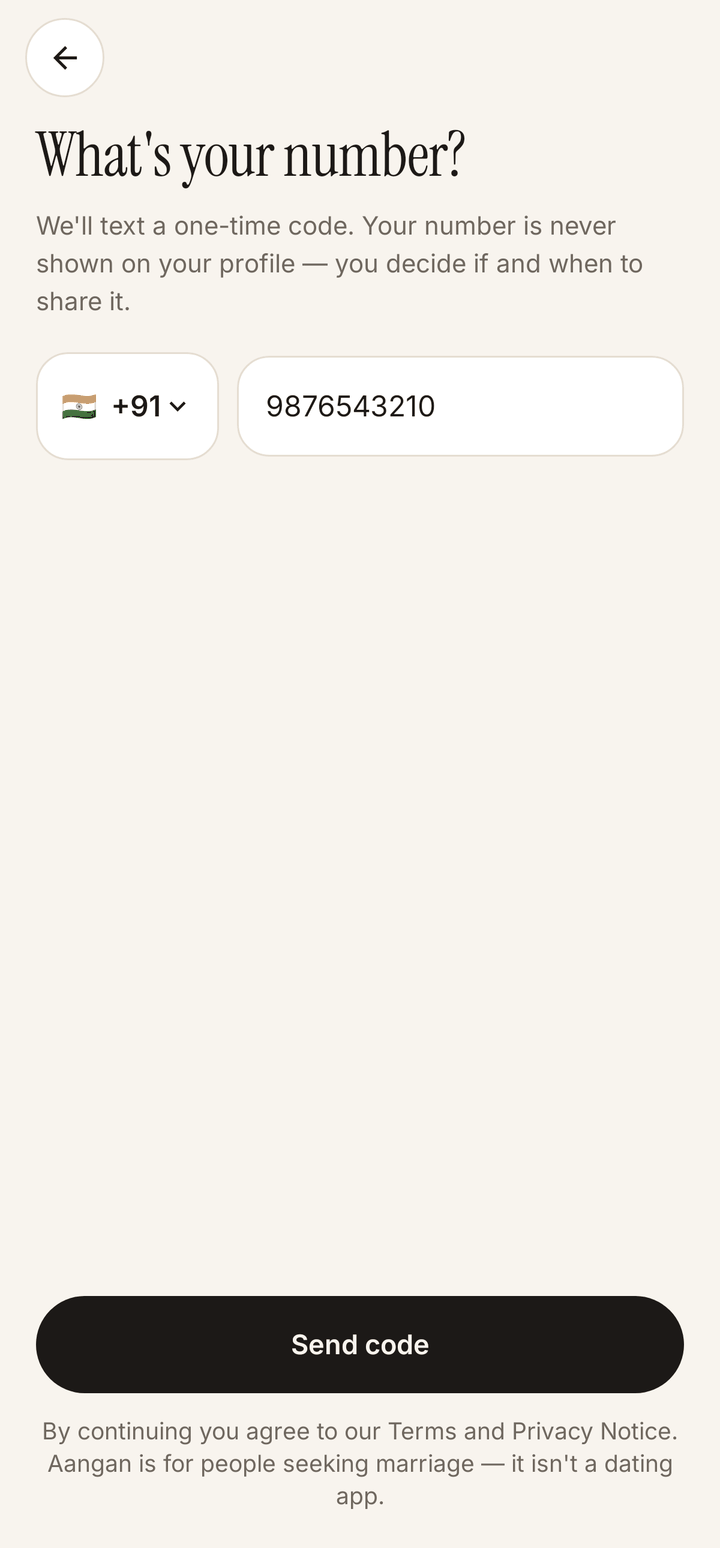 What's your number?
We'll text a one-time code. Your number is never
shown on your profile — you decide if and when to
share it.
+91 9876543210
Send code
By continuing you agree to our Terms and Privacy Notice.
Aangan is for people seeking marriage — it isn't a dating
app.